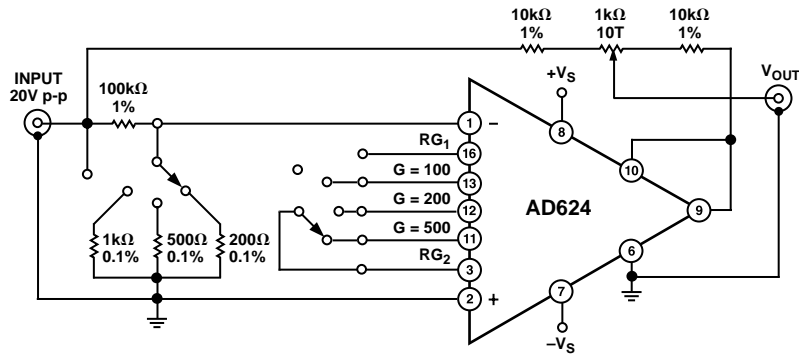 10kΩ
1%
1kΩ
10T
10kΩ
1%
INPUT
20V p-p
100kΩ
1%
+VS
VOUT
1
–
8
RG1
16
10
G = 100
13
G = 200
12
AD624
9
G = 500
11
1kΩ
0.1%
500Ω
0.1%
200Ω
0.1%
RG2
3
6
2
+
7
–VS